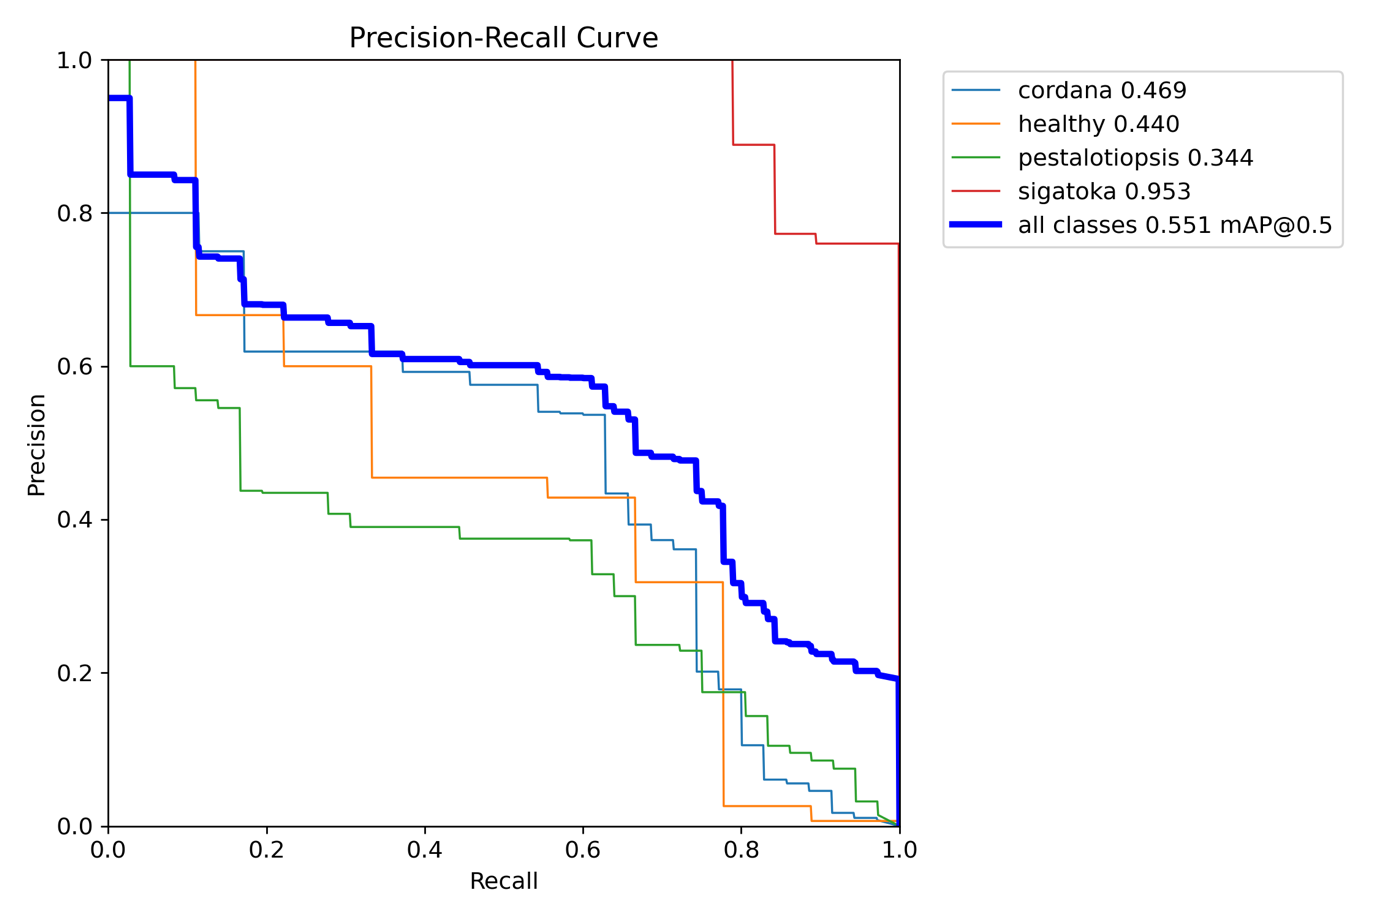 Precision-Recall Curve
1.0
0.8
0.6
0.4
0.2
0.0
Precision
0.0 0.2 0.4 0.6 0.8 1.0
Recall
cordana 0.469
healthy 0.440
pestalotiopsis 0.344
sigatoka 0.953
all classes 0.551 mAP@0.5